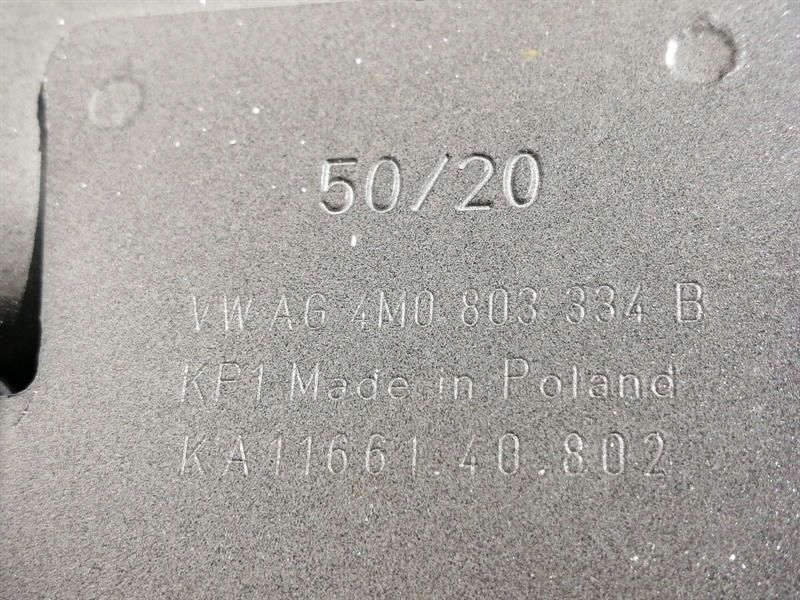 50/20
VW AG 4M0 803 334 B
KP1 Made in Poland
KA11661.40.802